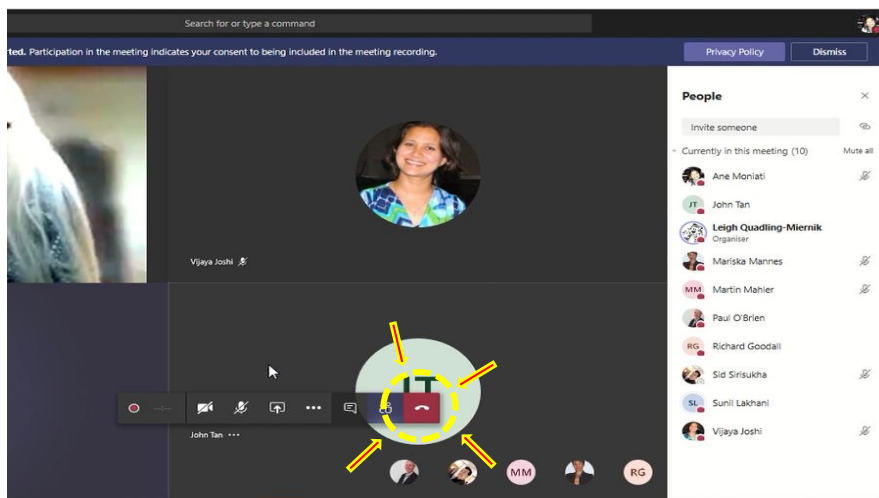 Search for or type a command
ted. Participation in the meeting indicates your consent to being included in the meeting recording.
Privacy Policy
Dismiss
People
Invite someone
Currently in this meeting (10)
Mute all
Ane Moniati
JT
John Tan
Leigh Quadling-Miernik
Organiser
Mariska Mannes
MM
Martin Mahler
Paul O'Brien
RG
Richard Goodall
Sid Sirisukha
SL
Sunil Lakhani
Vijaya Joshi
Vijaya Joshi
JT
John Tan
MM
RG